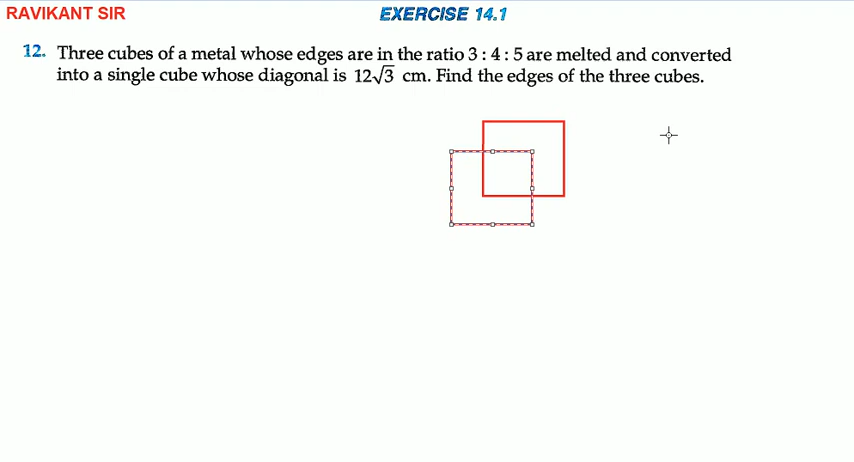 RAVIKANT SIR
EXERCISE 14.1
12. Three cubes of a metal whose edges are in the ratio 3 : 4 : 5 are melted and converted
into a single cube whose diagonal is 12√3 cm. Find the edges of the three cubes.